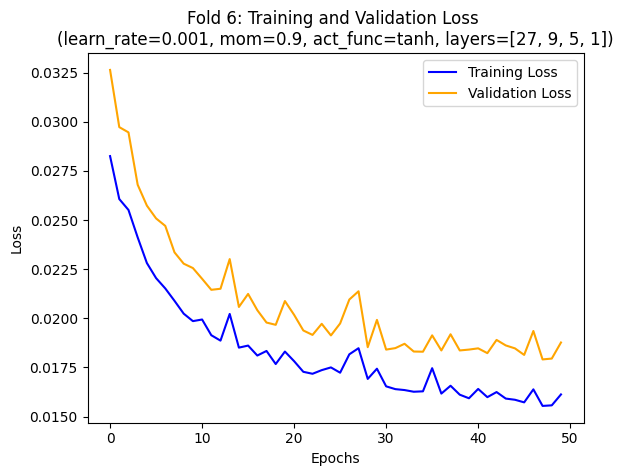 Fold 6: Training and Validation Loss
(learn_rate=0.001, mom=0.9, act_func=tanh, layers=[27, 9, 5, 1])
Training Loss
Validation Loss
0.0325
0.0300
0.0275
0.0250
0.0225
0.0200
0.0175
0.0150
Loss
0 10 20 30 40 50
Epochs